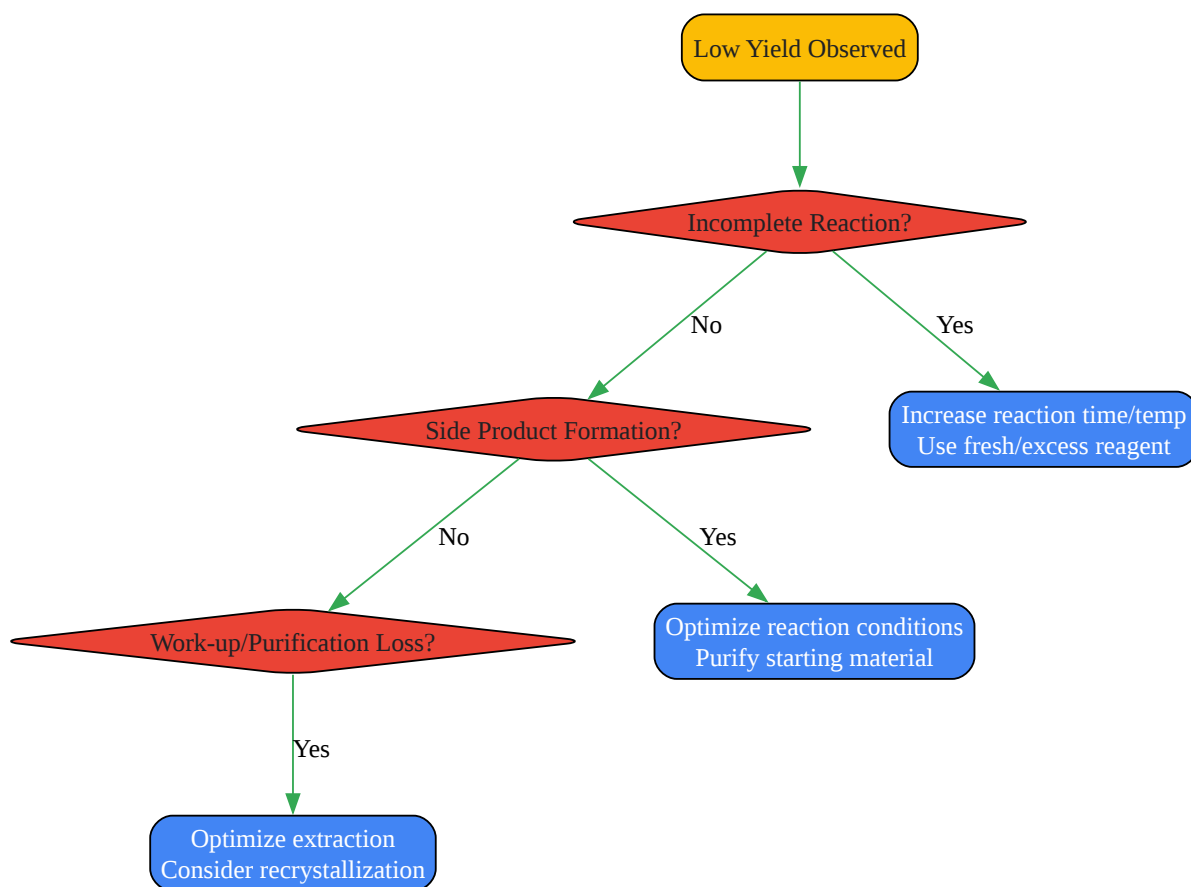 Low Yield Observed
Incomplete Reaction?
No
Yes
Increase reaction time/temp
Use fresh/excess reagent
Side Product Formation?
No
Yes
Optimize reaction conditions
Purify starting material
Work-up/Purification Loss?
Yes
Optimize extraction
Consider recrystallization